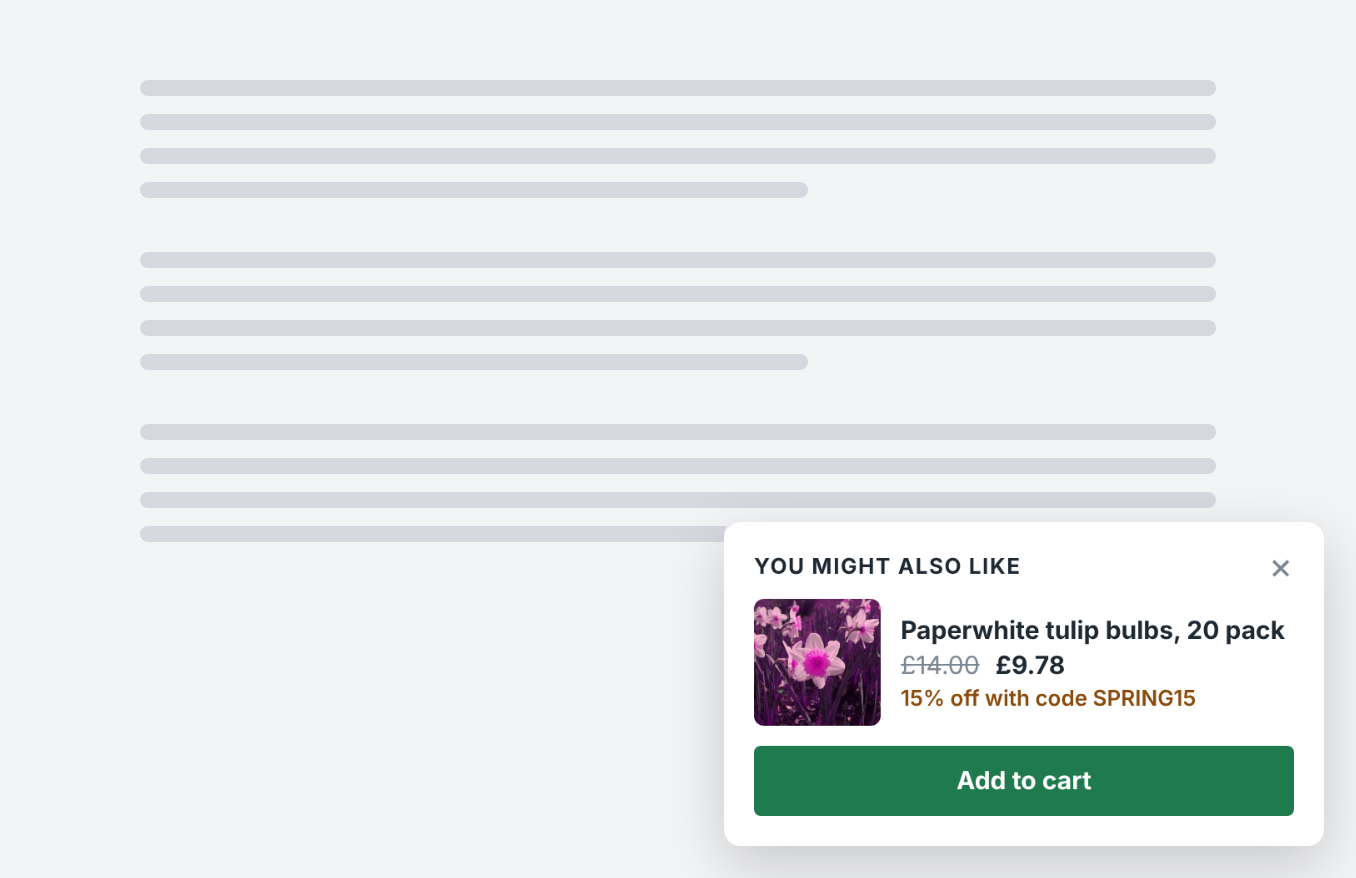 YOU MIGHT ALSO LIKE
Paperwhite tulip bulbs, 20 pack
£14.00 £9.78
15% off with code SPRING15
Add to cart